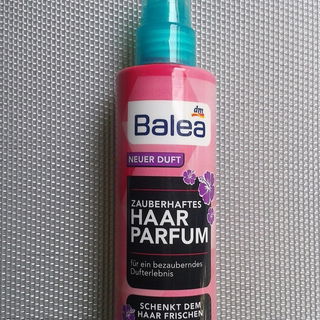 dm
Balea
NEUER DUFT
ZAUBERHAFTES
HAAR
PARFUM
für ein bezauberndes
Dufterlebnis
SCHENKT DEM
HAAR FRISCHEN